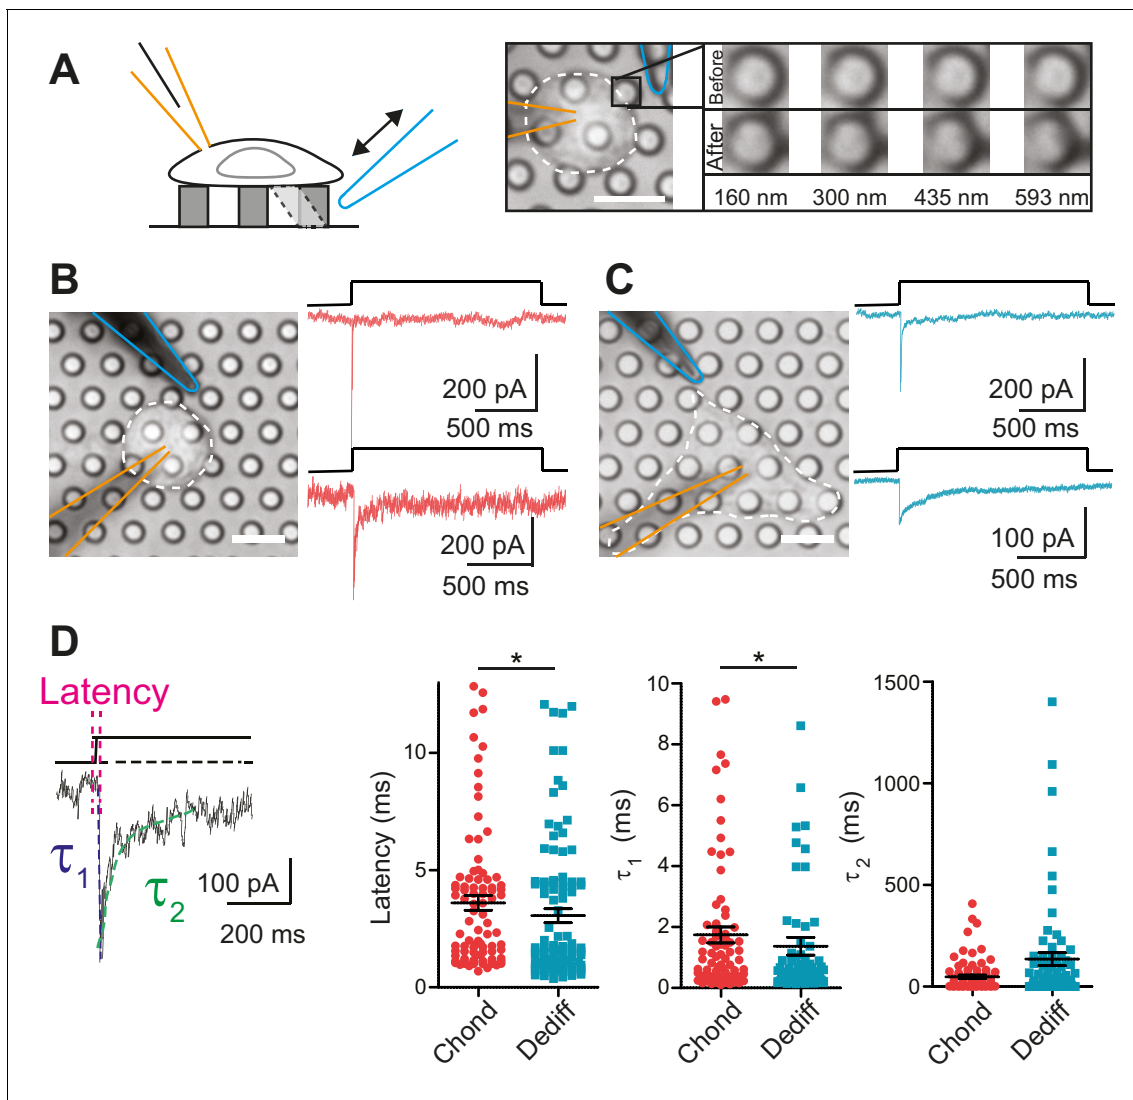 A
Before
After
160 nm
300 nm
435 nm
593 nm
B
200 pA
500 ms
200 pA
500 ms
C
200 pA
500 ms
100 pA
500 ms
D
Latency
τ1
τ2
100 pA
200 ms
*
Latency (ms)
10
5
0
Chond
Dediff
*
τ1 (ms)
10
8
6
4
2
0
Chond
Dediff
τ2 (ms)
1500
1000
500
0
Chond
Dediff